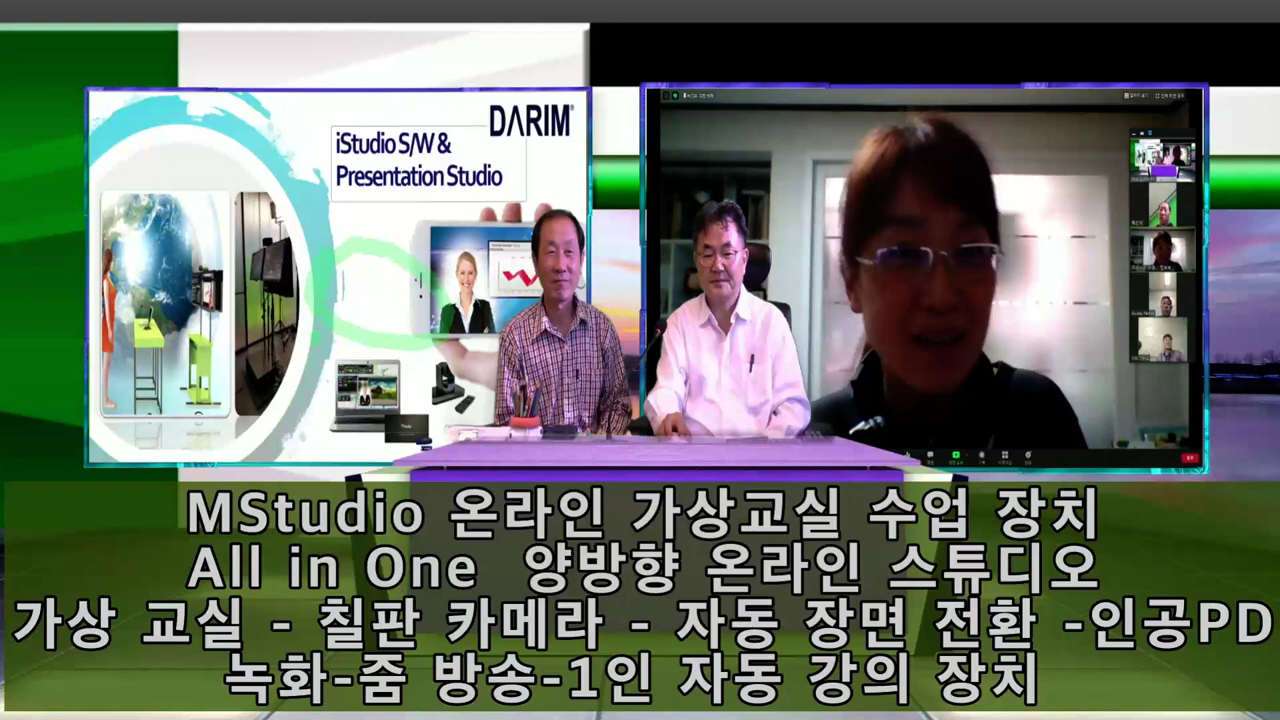 DARIM®
iStudio S/W &
Presentation Studio
MStudio 온라인 가상교실 수업 장치
All in One 양방향 온라인 스튜디오
가상 교실 - 칠판 카메라 - 자동 장면 전환 -인공PD
녹화-줌 방송-1인 자동 강의 장치